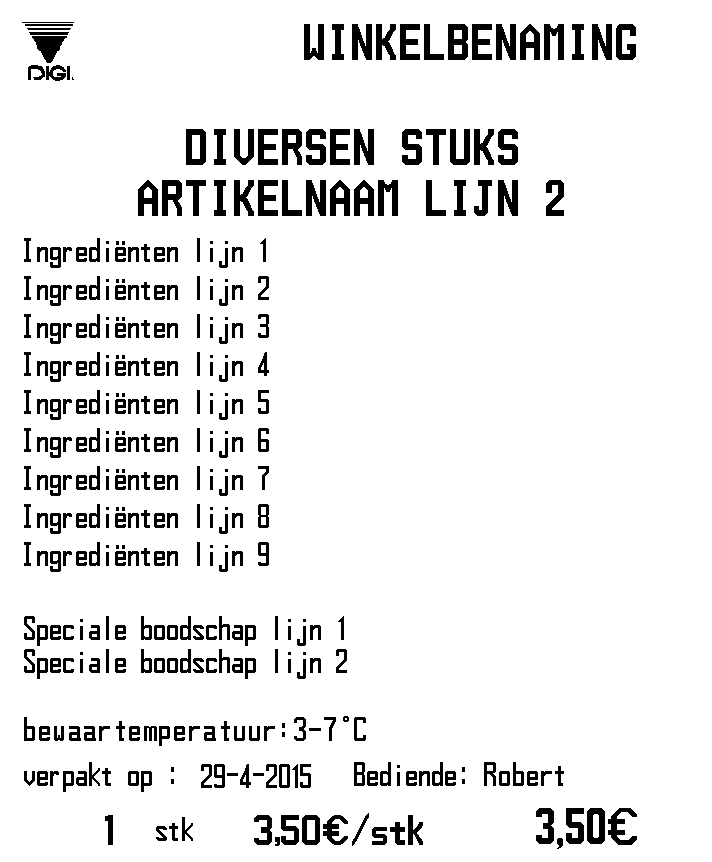 DIGI.
WINKELBENAMING
DIVERSEN STUKS
ARTIKELNAAM LIJN 2
Ingrediënten lijn 1
Ingrediënten lijn 2
Ingrediënten lijn 3
Ingrediënten lijn 4
Ingrediënten lijn 5
Ingrediënten lijn 6
Ingrediënten lijn 7
Ingrediënten lijn 8
Ingrediënten lijn 9
Speciale boodschap lijn 1
Speciale boodschap lijn 2
bewaartemperatuur:3-7°C
verpakt op : 29-4-2015 Bediende: Robert
1 stk 3,50€/stk 3,50€